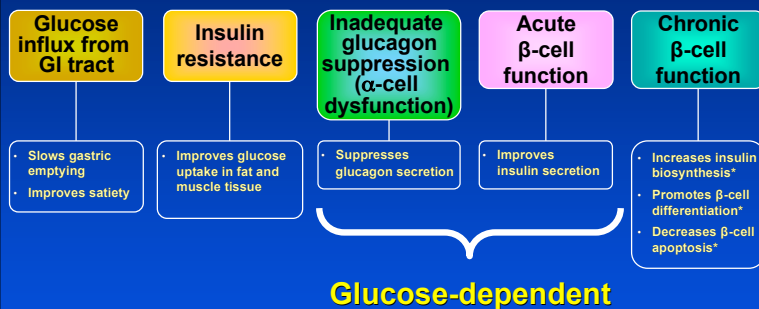 Glucose
influx from
GI tract
Insulin
resistance
Inadequate
glucagon
suppression
(α-cell
dysfunction)
Acute
β-cell
function
Chronic
β-cell
function
• Slows gastric
emptying
• Improves satiety
• Improves glucose
uptake in fat and
muscle tissue
• Suppresses
glucagon secretion
• Improves
insulin secretion
• Increases insulin
biosynthesis*
• Promotes β-cell
differentiation*
• Decreases β-cell
apoptosis*
Glucose-dependent